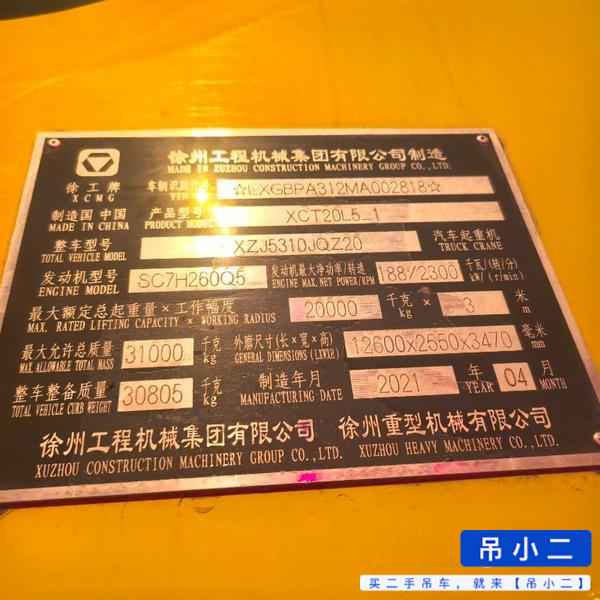 徐州工程机械集团有限公司制造
MADE IN XUZHOU CONSTRUCTION MACHINERY GROUP CO., LTD.
徐工牌
XCMG
车辆识别代号
VIN
☆LXGBPA312MA002818☆
制造国 中国
MADE IN CHINA
产品型号
PRODUCT MODEL
XCT20L5_1
整车型号
TOTAL VEHICLE MODEL
XZJ5310JQZ20
汽车起重机
TRUCK CRANE
发动机型号
ENGINE MODEL
SC7H260Q5
发动机最大净功率/转速
ENGINE MAX. NET POWER/RPM
188/2300
千瓦/(转/分)
kW/(r/min)
最大额定总起重量×工作幅度
MAX. RATED LIFTING CAPACITY × WORKING RADIUS
20000
千克
kg
×
3
米
m
最大允许总质量
MAX ALLOWABLE TOTAL MASS
31000
千克
kg
外廓尺寸(长×宽×高)
GENERAL DIMENSIONS (LXWXH)
12600x2550x3470
毫米
mm
整车整备质量
TOTAL VEHICLE CURB WEIGHT
30805
千克
kg
制造年月
MANUFACTURING DATE
2021
年
YEAR
04
月
MONTH
徐州工程机械集团有限公司
XUZHOU CONSTRUCTION MACHINERY GROUP CO., LTD.
徐州重型机械有限公司
XUZHOU HEAVY MACHINERY CO., LTD.
吊小二
买二手吊车，就来【吊小二】